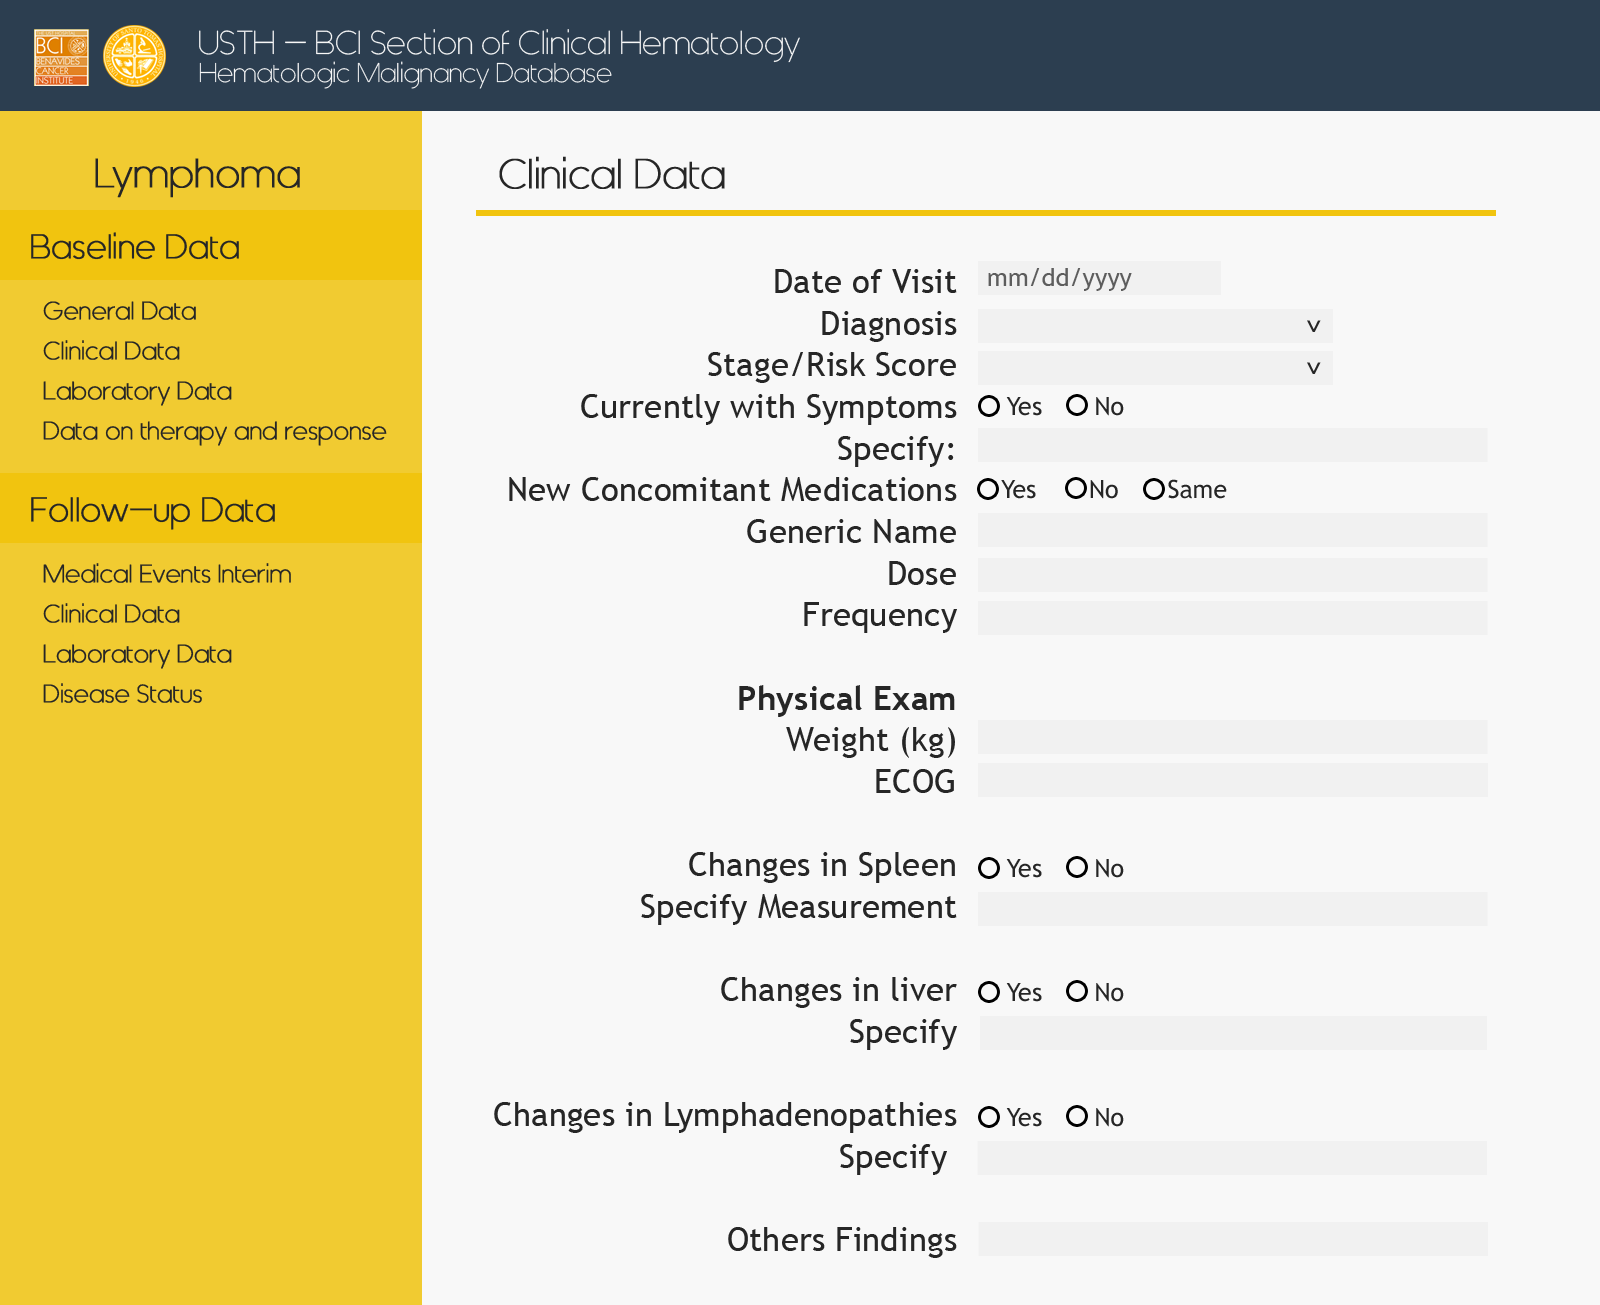 BCI
BENAVIDES
CANCER
INSTITUTE
USTH – BCI Section of Clinical Hematology
Hematologic Malignancy Database
Lymphoma
Baseline Data
General Data
Clinical Data
Laboratory Data
Data on therapy and response
Follow-up Data
Medical Events Interim
Clinical Data
Laboratory Data
Disease Status
Clinical Data
Date of Visit mm/dd/yyyy
Diagnosis
Stage/Risk Score
Currently with Symptoms Yes No
Specify:
New Concomitant Medications Yes No Same
Generic Name
Dose
Frequency
Physical Exam
Weight (kg)
ECOG
Changes in Spleen Yes No
Specify Measurement
Changes in liver Yes No
Specify
Changes in Lymphadenopathies Yes No
Specify
Others Findings